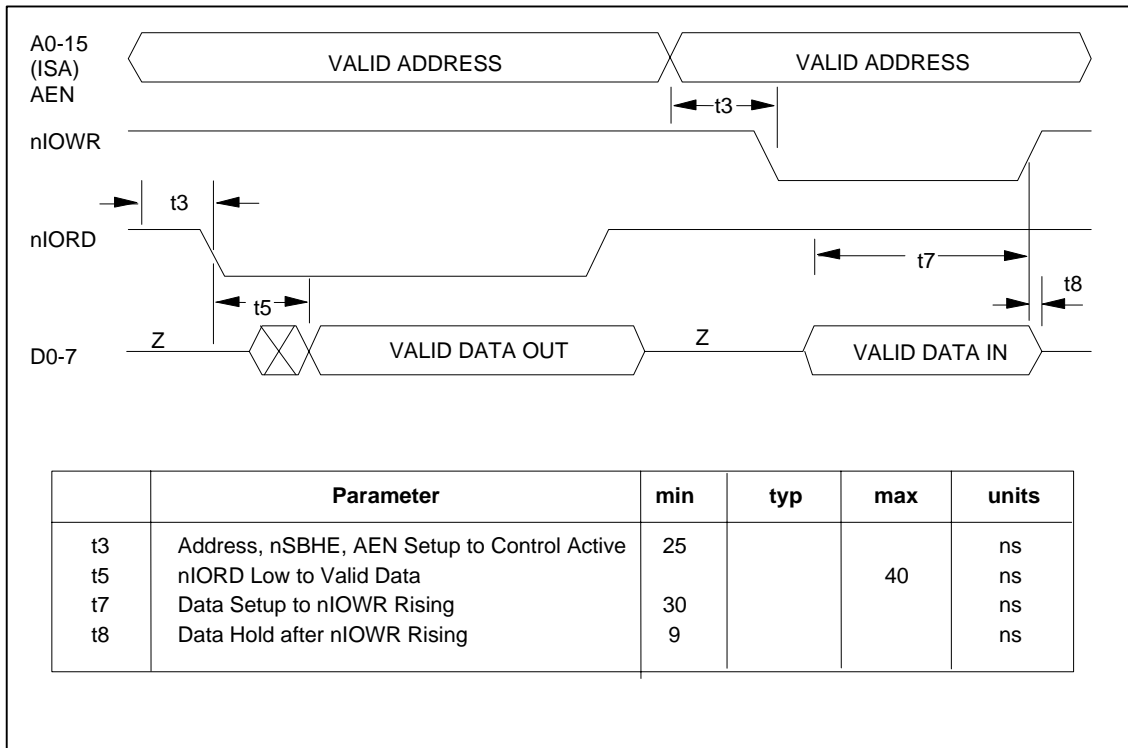 A0-15
(ISA)
AEN
VALID ADDRESS
VALID ADDRESS
t3
nIOWR
t3
nIORD
t7
t8
t5
Z
Z
D0-7
VALID DATA OUT
VALID DATA IN
Parameter min typ max units
t3 Address, nSBHE, AEN Setup to Control Active 25 ns
t5 nIORD Low to Valid Data 40 ns
t7 Data Setup to nIOWR Rising 30 ns
t8 Data Hold after nIOWR Rising 9 ns